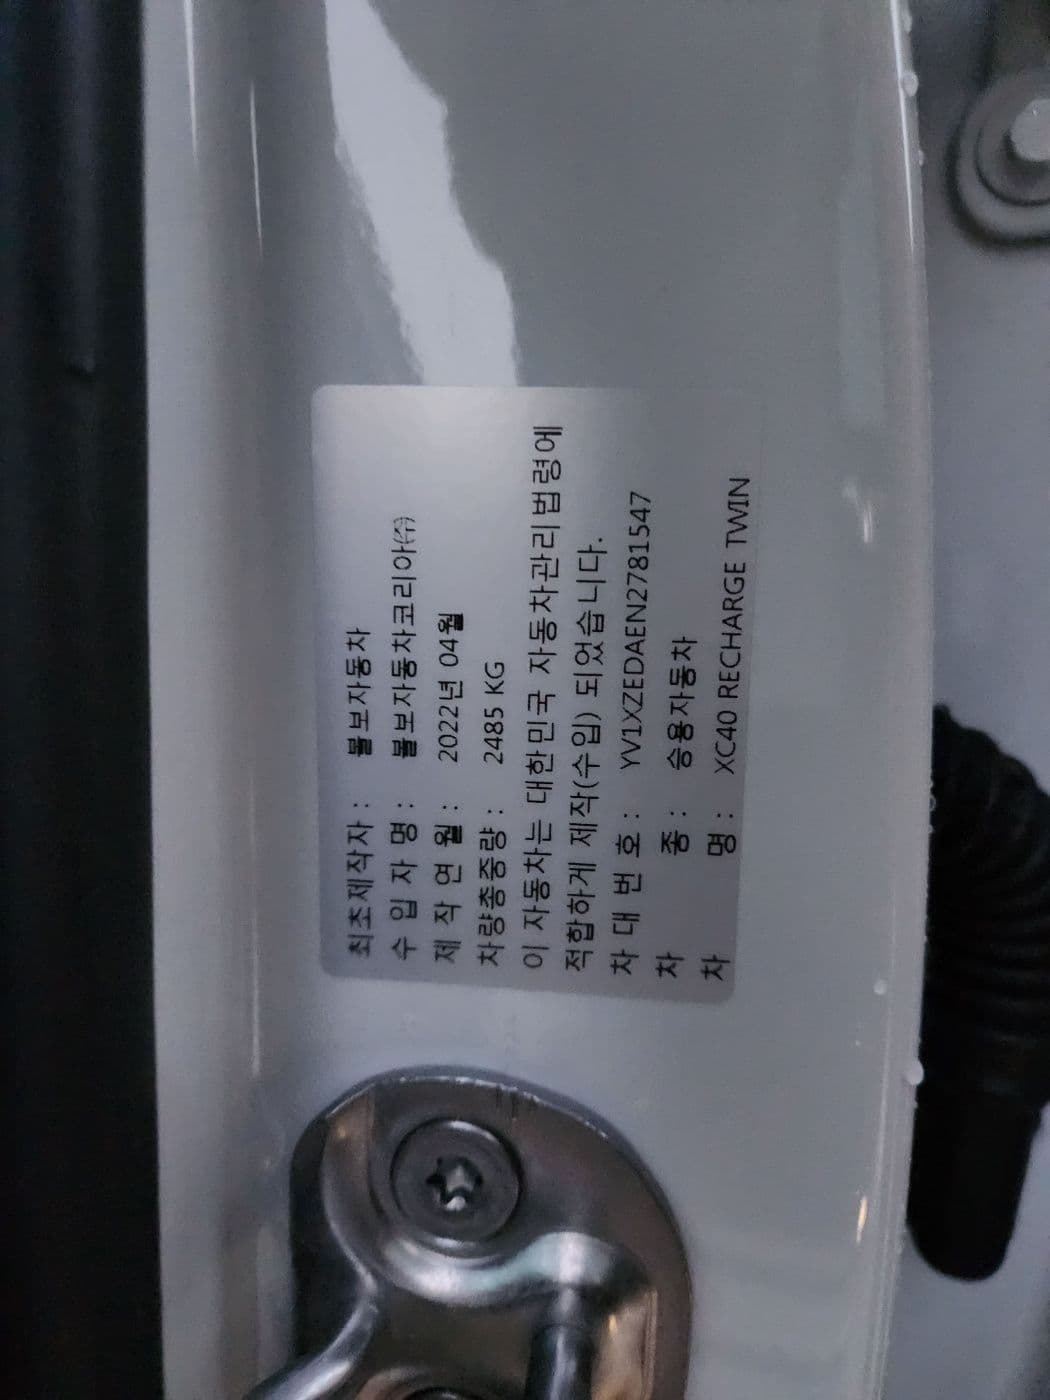 최초제작자 : 볼보자동차
수 입 자 명 : 볼보자동차코리아(주)
제 작 연 월 : 2022년 04월
차량총중량 : 2485 KG
이 자동차는 대한민국 자동차관리법령에
적합하게 제작(수입) 되었습니다.
차 대 번 호 : YV1XZEDAEN2781547
차 종 : 승용자동차
차 명 : XC40 RECHARGE TWIN